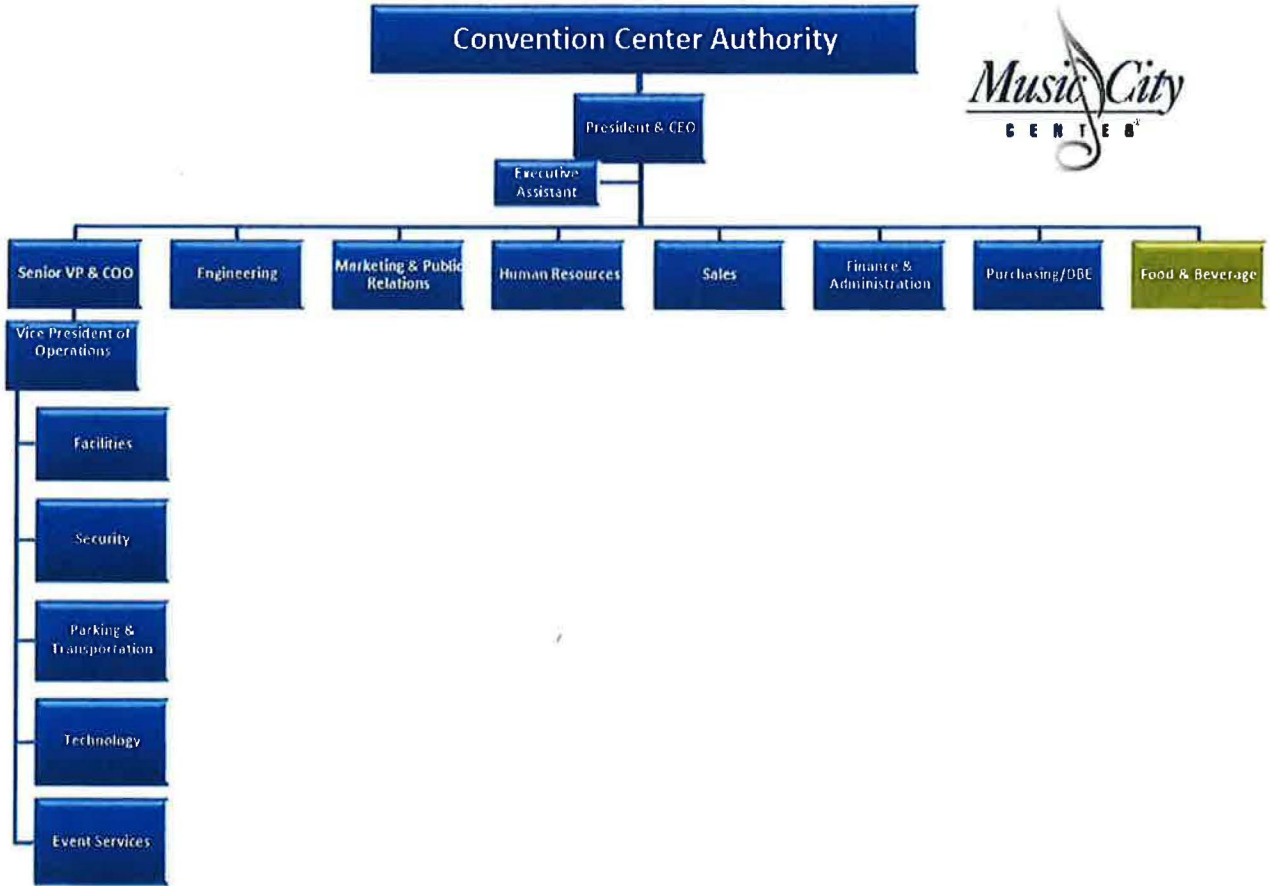 Convention Center Authority
Music City
CENTER®
President & CEO
Executive
Assistant
Senior VP & COO
Engineering
Marketing & Public
Relations
Human Resources
Sales
Finance &
Administration
Purchasing/DBE
Food & Beverage
Vice President of
Operations
Facilities
Security
Parking &
Transportation
Technology
Event Services